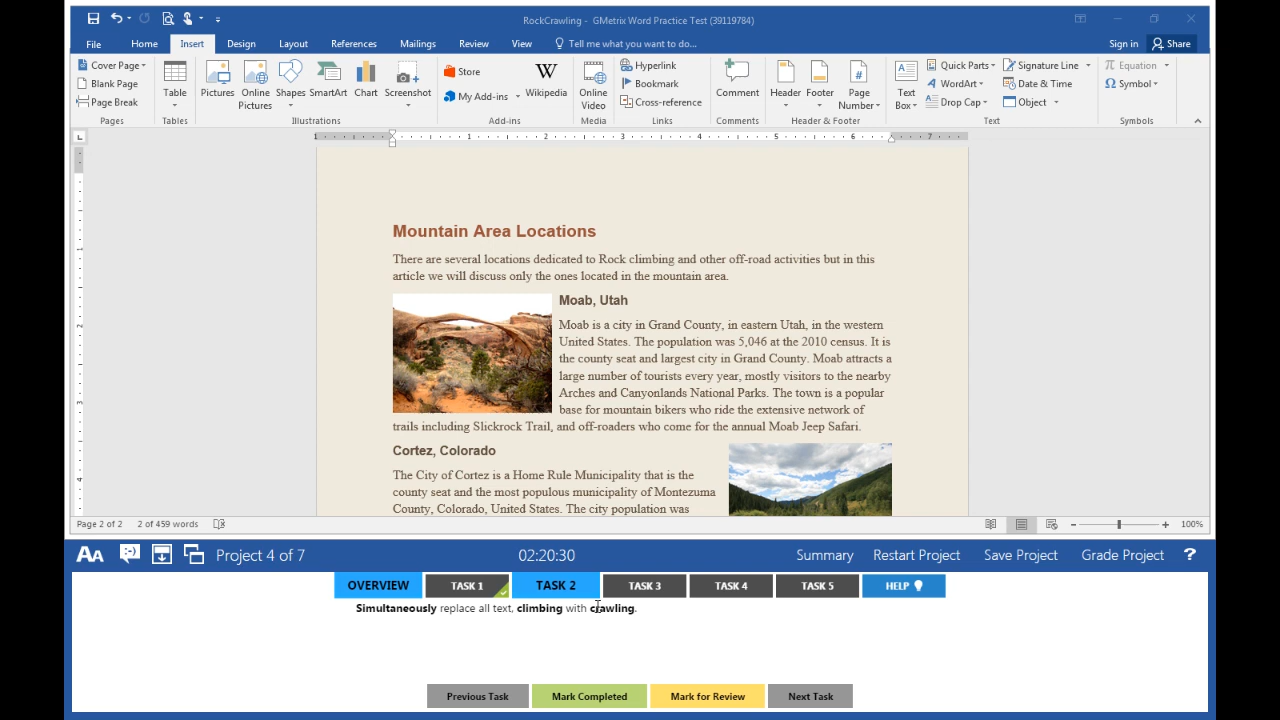 RockCrawling - GMetrix Word Practice Test (39119784)
File Home Insert Design Layout References Mailings Review View Tell me what you want to do... Sign in Share
Cover Page
Blank Page
Page Break
Pages
Table
Tables
Pictures
Online Pictures
Shapes
SmartArt
Chart
Screenshot
Illustrations
Store
My Add-ins
W
Wikipedia
Add-ins
Online Video
Media
Hyperlink
Bookmark
Cross-reference
Links
Comment
Comments
Header
Footer
Page Number
Header & Footer
A
Text Box
Quick Parts
WordArt
Drop Cap
Signature Line
Date & Time
Object
Text
Equation
Symbol
Symbols
1 1 2 3 4 5 6 7
Mountain Area Locations
There are several locations dedicated to Rock climbing and other off-road activities but in this
article we will discuss only the ones located in the mountain area.
Moab, Utah
Moab is a city in Grand County, in eastern Utah, in the western
United States. The population was 5,046 at the 2010 census. It is
the county seat and largest city in Grand County. Moab attracts a
large number of tourists every year, mostly visitors to the nearby
Arches and Canyonlands National Parks. The town is a popular
base for mountain bikers who ride the extensive network of
trails including Slickrock Trail, and off-roaders who come for the annual Moab Jeep Safari.
Cortez, Colorado
The City of Cortez is a Home Rule Municipality that is the
county seat and the most populous municipality of Montezuma
County, Colorado, United States. The city population was
Page 2 of 2 2 of 459 words 100%
AA Project 4 of 7 02:20:30 Summary Restart Project Save Project Grade Project ?
OVERVIEW TASK 1 TASK 2 TASK 3 TASK 4 TASK 5 HELP
Simultaneously replace all text, climbing with crawling.
Previous Task Mark Completed Mark for Review Next Task